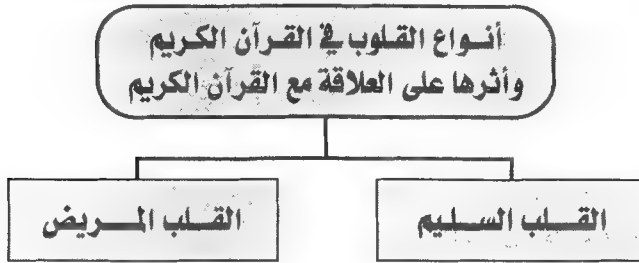 أنواع القلوب في القرآن الكريم
وأثرها على العلاقة مع القرآن الكريم
القلب السليم
القلب المريض